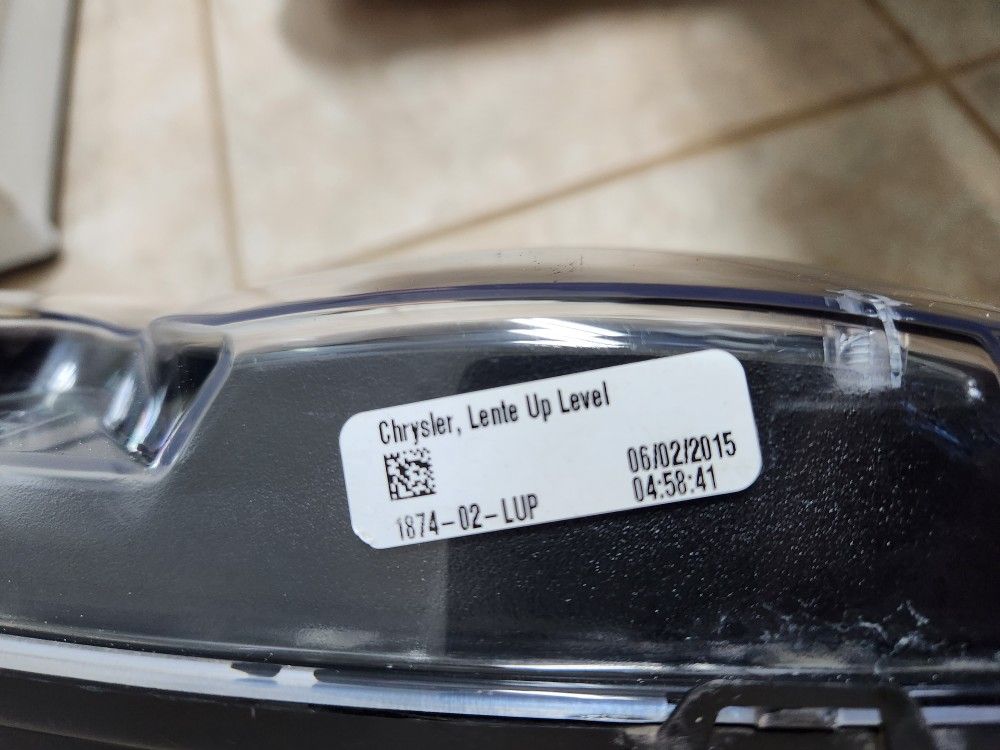 Chrysler, Lente Up Level
06/02/2015
04:58:41
1874-02-LUP